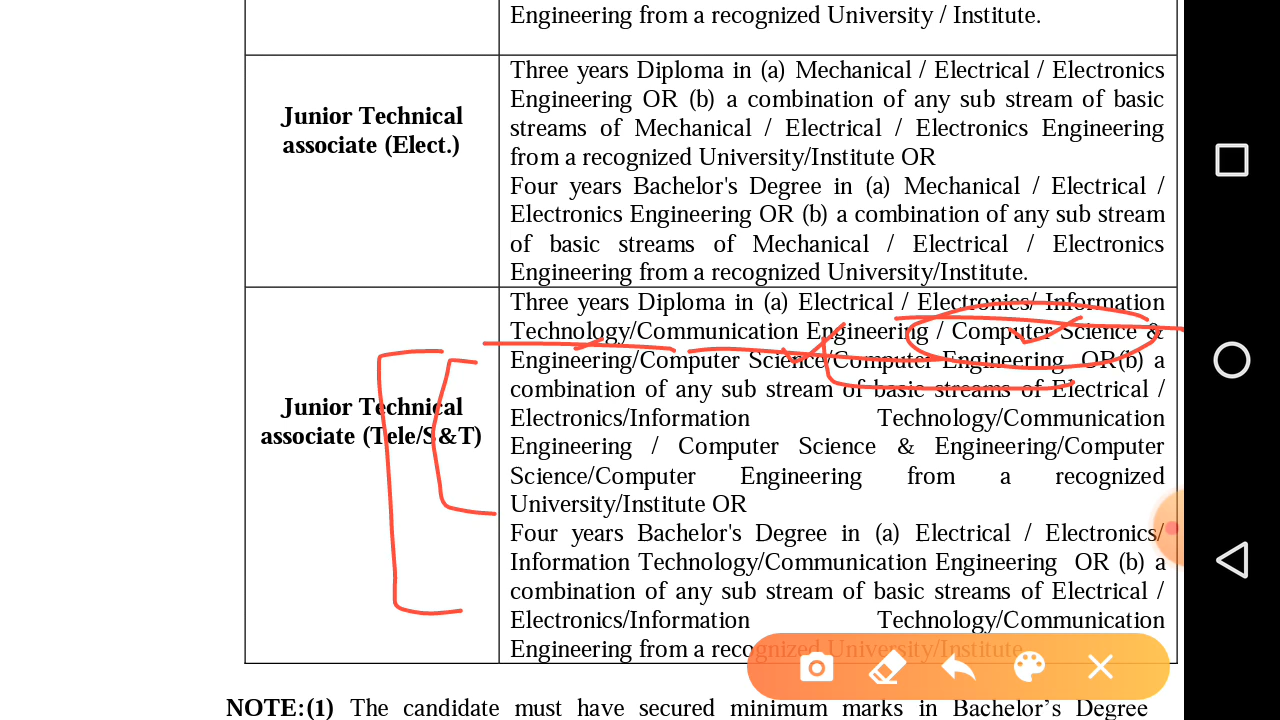 Engineering from a recognized University / Institute.
Junior Technical
associate (Elect.)
Three years Diploma in (a) Mechanical / Electrical / Electronics
Engineering OR (b) a combination of any sub stream of basic
streams of Mechanical / Electrical / Electronics Engineering
from a recognized University/Institute OR
Four years Bachelor's Degree in (a) Mechanical / Electrical /
Electronics Engineering OR (b) a combination of any sub stream
of basic streams of Mechanical / Electrical / Electronics
Engineering from a recognized University/Institute.
Junior Technical
associate (Tele/S&T)
Three years Diploma in (a) Electrical / Electronics/ Information
Technology/Communication Engineering / Computer Science &
Engineering/Computer Science/Computer Engineering OR(b) a
combination of any sub stream of basic streams of Electrical /
Electronics/Information Technology/Communication
Engineering / Computer Science & Engineering/Computer
Science/Computer Engineering from a recognized
University/Institute OR
Four years Bachelor's Degree in (a) Electrical / Electronics/
Information Technology/Communication Engineering OR (b) a
combination of any sub stream of basic streams of Electrical /
Electronics/Information Technology/Communication
Engineering from a recognized University/Institute.
NOTE:(1) The candidate must have secured minimum marks in Bachelor's Degree